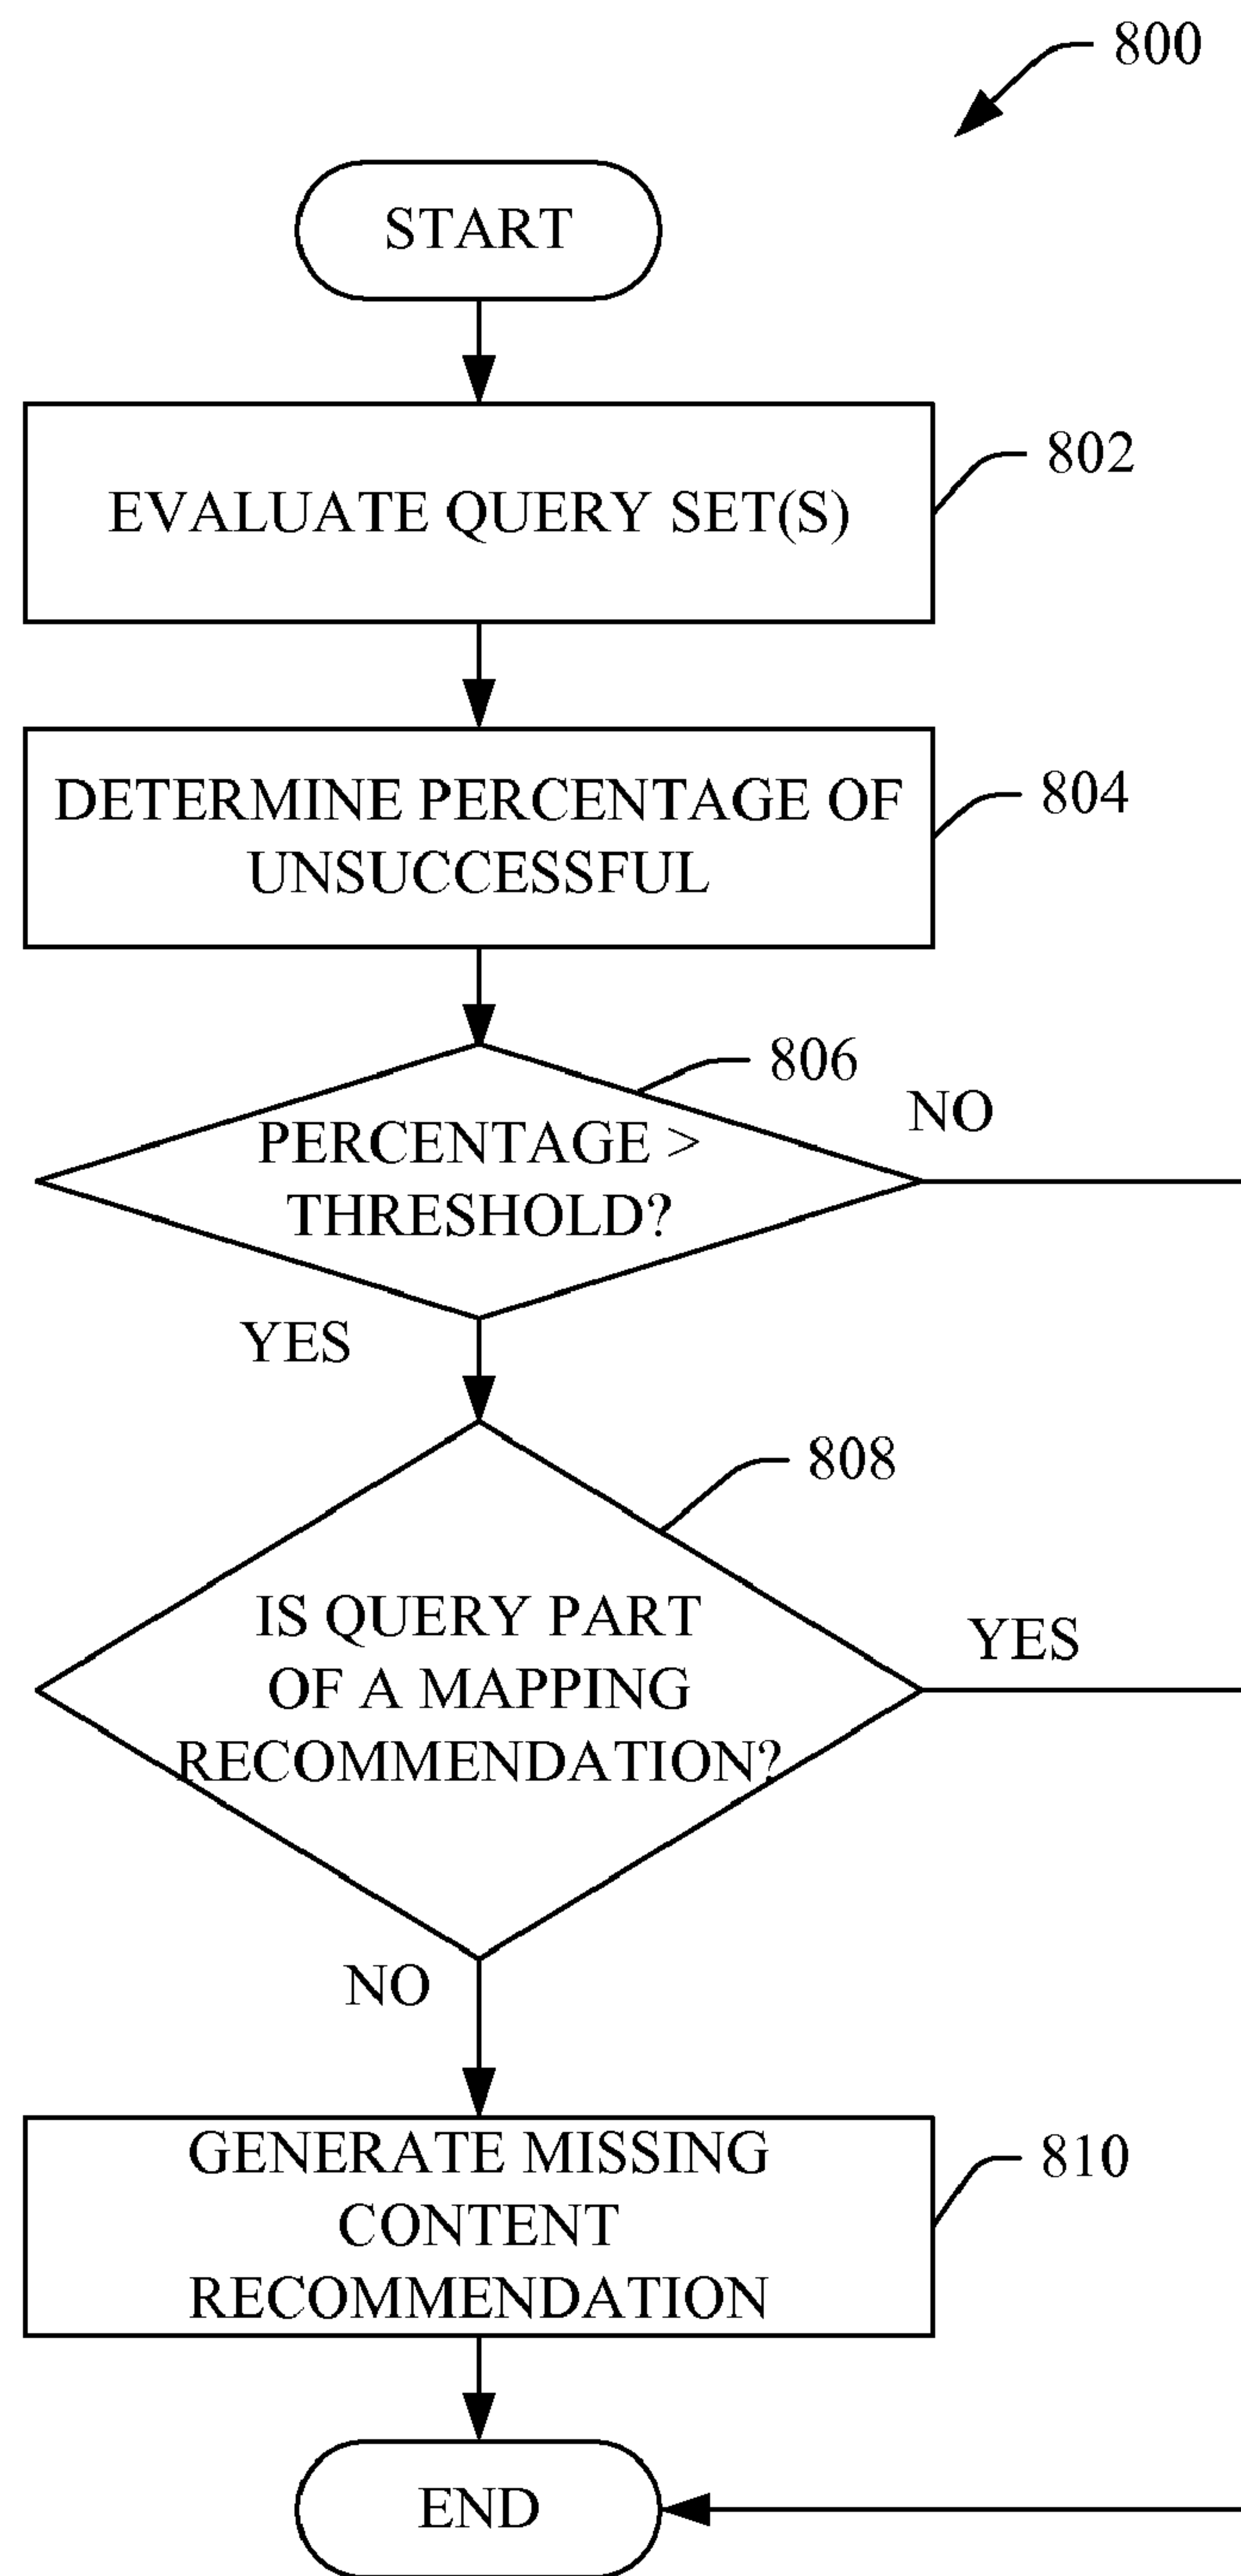 800
START
EVALUATE QUERY SET(S)
802
DETERMINE PERCENTAGE OF
UNSUCCESSFUL
804
806
PERCENTAGE >
THRESHOLD?
NO
YES
808
IS QUERY PART
OF A MAPPING
RECOMMENDATION?
YES
NO
GENERATE MISSING
CONTENT
RECOMMENDATION
810
END